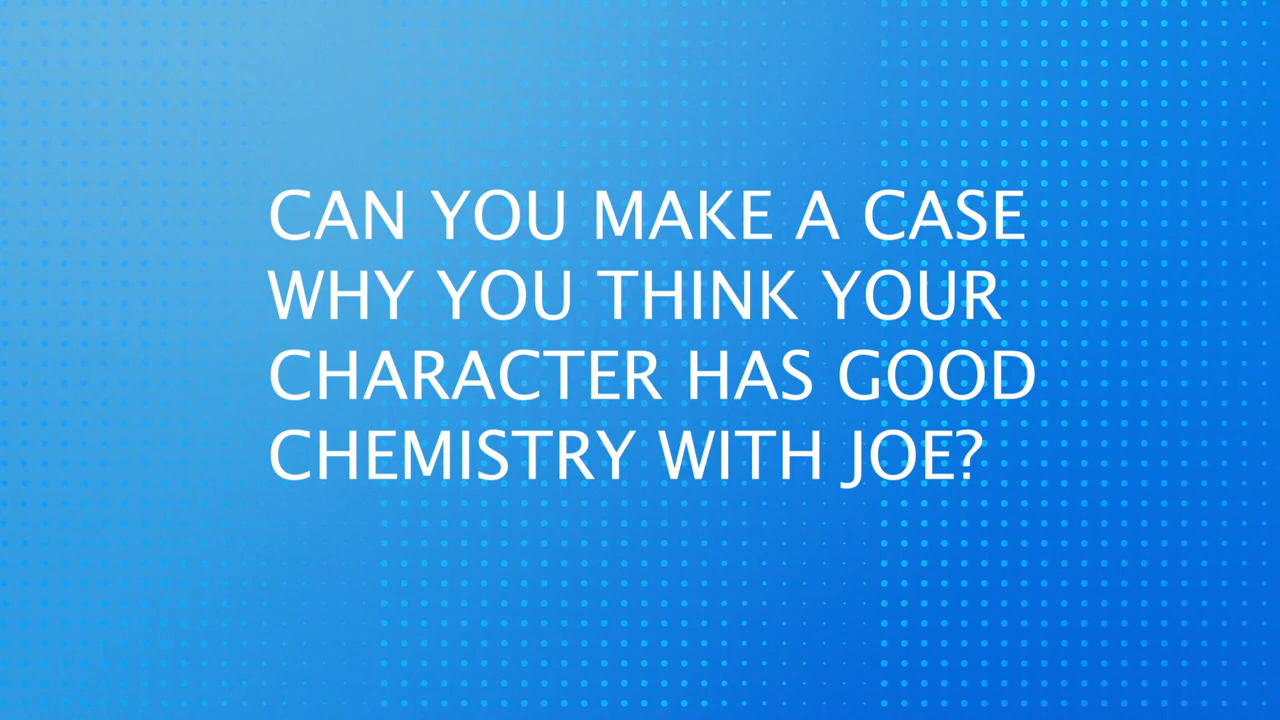 CAN YOU MAKE A CASE
WHY YOU THINK YOUR
CHARACTER HAS GOOD
CHEMISTRY WITH JOE?